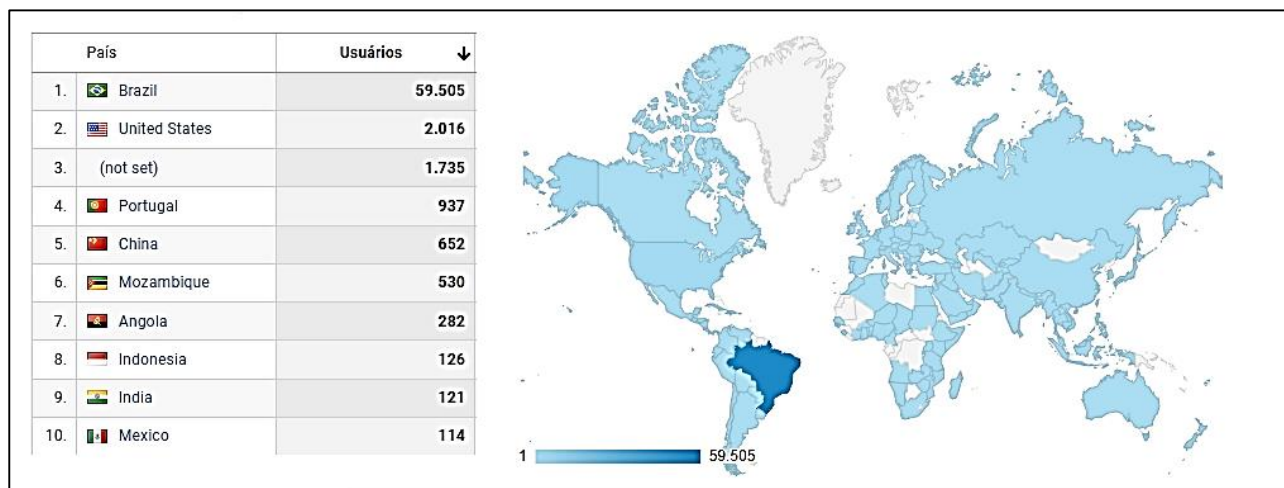 País Usuários ↓
1. Brazil 59.505
2. United States 2.016
3. (not set) 1.735
4. Portugal 937
5. China 652
6. Mozambique 530
7. Angola 282
8. Indonesia 126
9. India 121
10. Mexico 114
1 59.505